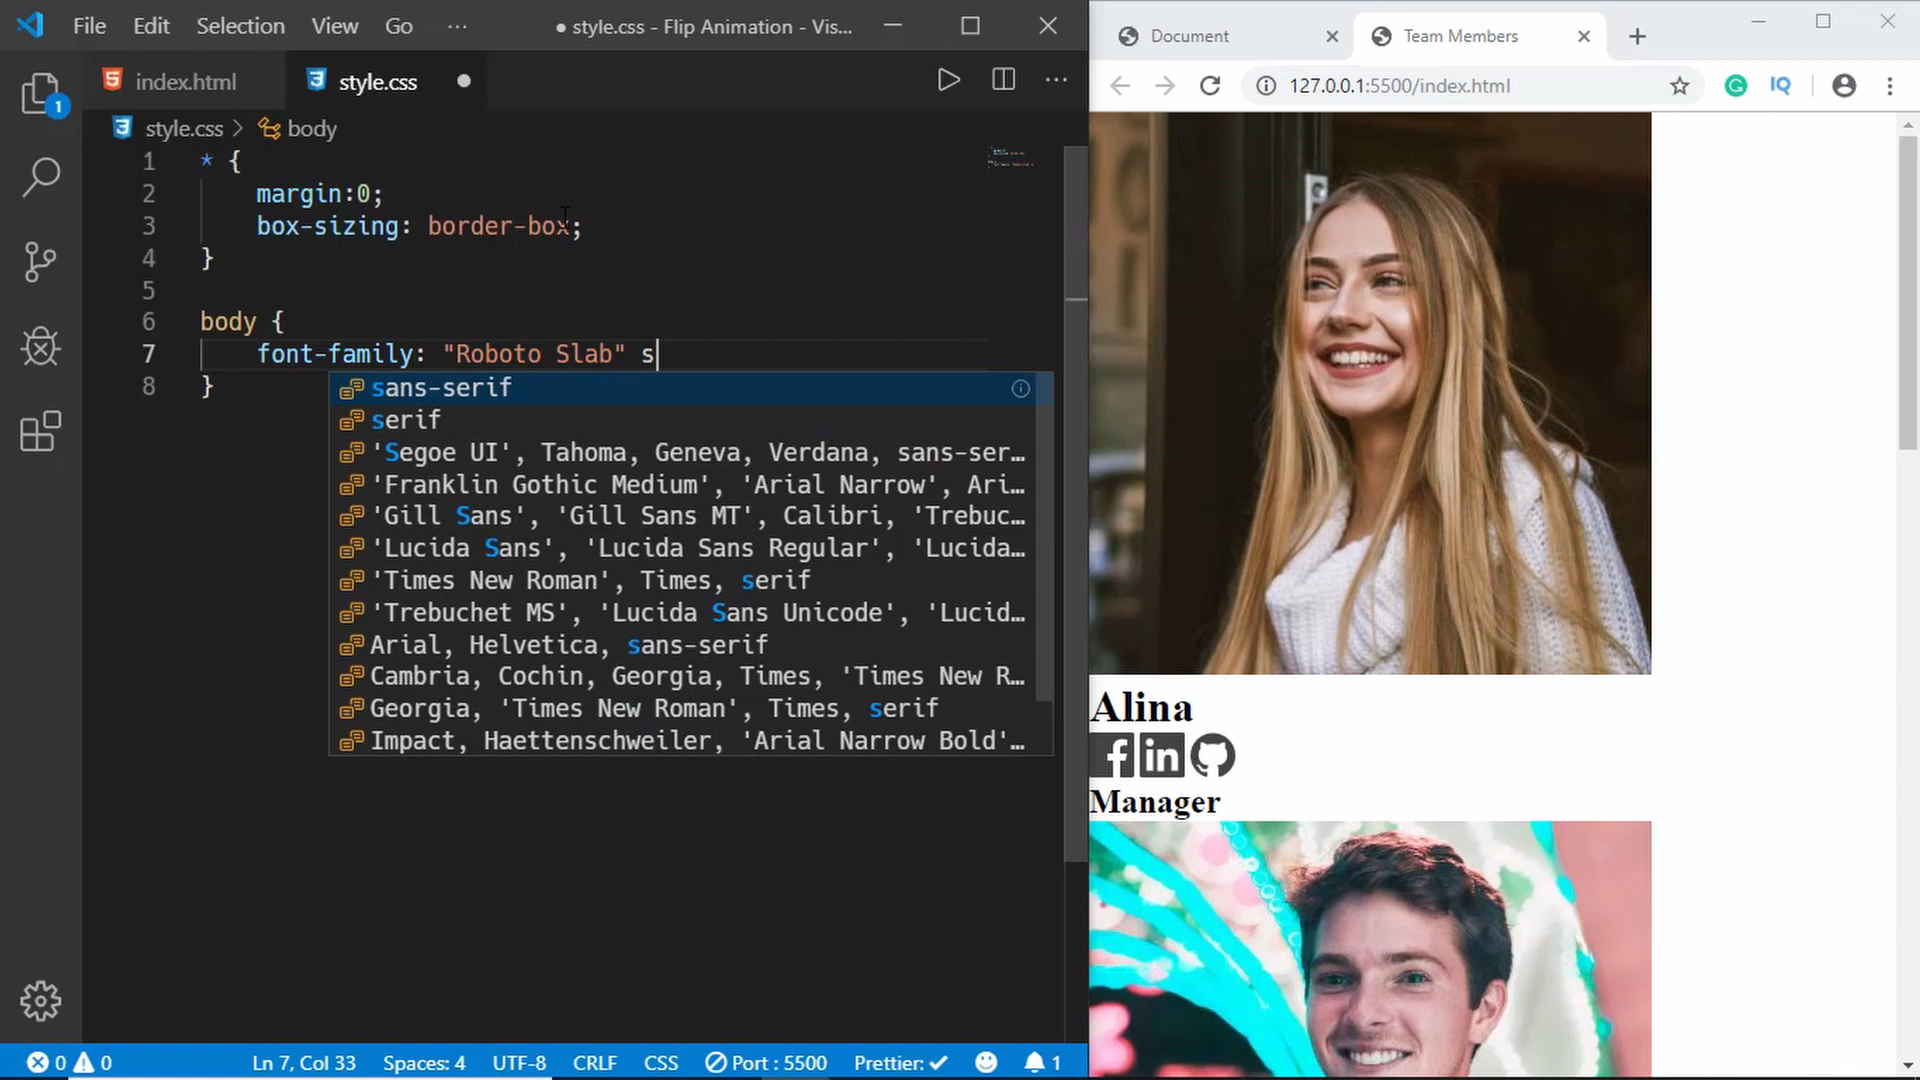 File Edit Selection View Go ··· ● style.css - Flip Animation - Vis...
index.html style.css
style.css > body
1 * {
2 margin:0;
3 box-sizing: border-box;
4 }
5
6 body {
7 font-family: "Roboto Slab" s
8 }
sans-serif
serif
'Segoe UI', Tahoma, Geneva, Verdana, sans-ser...
'Franklin Gothic Medium', 'Arial Narrow', Ari...
'Gill Sans', 'Gill Sans MT', Calibri, 'Trebuc...
'Lucida Sans', 'Lucida Sans Regular', 'Lucida...
'Times New Roman', Times, serif
'Trebuchet MS', 'Lucida Sans Unicode', 'Lucid...
Arial, Helvetica, sans-serif
Cambria, Cochin, Georgia, Times, 'Times New R...
Georgia, 'Times New Roman', Times, serif
Impact, Haettenschweiler, 'Arial Narrow Bold'...
1
0 0 Ln 7, Col 33 Spaces: 4 UTF-8 CRLF CSS Port : 5500 Prettier: ✓ 1
Document Team Members
127.0.0.1:5500/index.html
IQ
Alina
f in
Manager